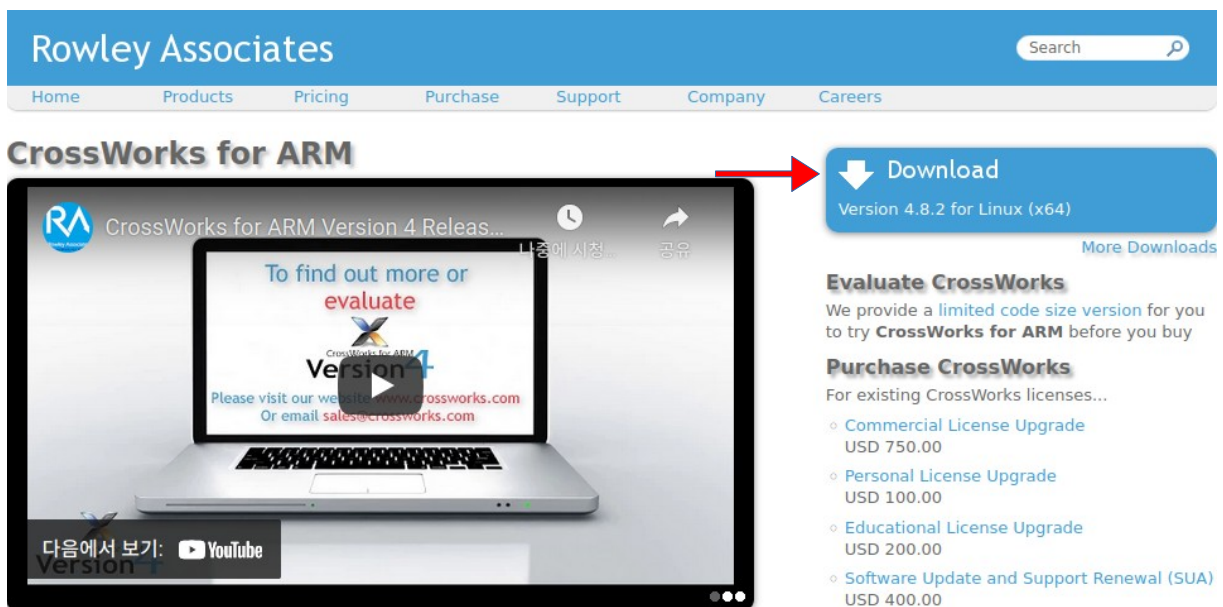 Rowley Associates
Search
Home Products Pricing Purchase Support Company Careers
CrossWorks for ARM
RA
Rowley Associates
CrossWorks for ARM Version 4 Releas...
나중에 시청...
공유
To find out more or
evaluate
CrossWorks for ARM
Version 4
Please visit our website www.crossworks.com
Or email sales@crossworks.com
다음에서 보기: YouTube
Version 4
Download
Version 4.8.2 for Linux (x64)
More Downloads
Evaluate CrossWorks
We provide a limited code size version for you
to try CrossWorks for ARM before you buy
Purchase CrossWorks
For existing CrossWorks licenses...
Commercial License Upgrade
USD 750.00
Personal License Upgrade
USD 100.00
Educational License Upgrade
USD 200.00
Software Update and Support Renewal (SUA)
USD 400.00